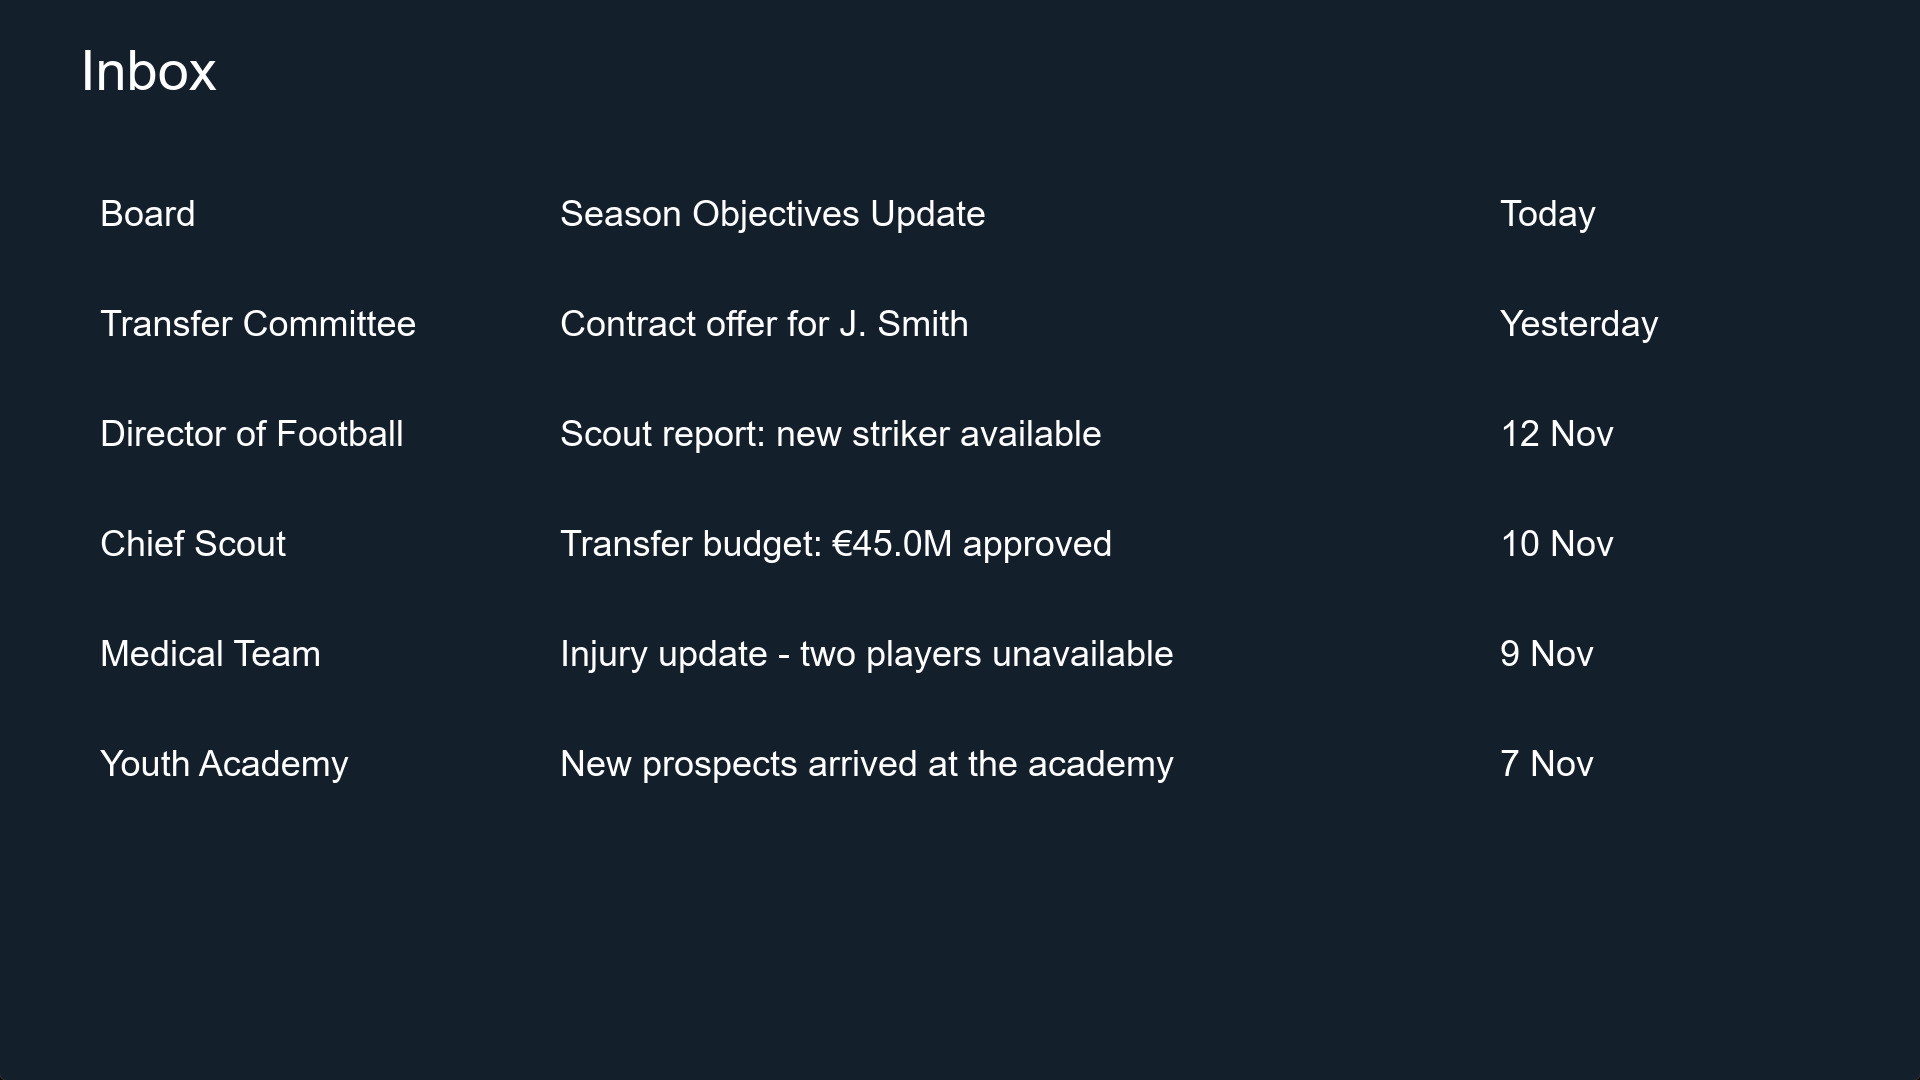 Inbox
Board Season Objectives Update Today
Transfer Committee Contract offer for J. Smith Yesterday
Director of Football Scout report: new striker available 12 Nov
Chief Scout Transfer budget: €45.0M approved 10 Nov
Medical Team Injury update - two players unavailable 9 Nov
Youth Academy New prospects arrived at the academy 7 Nov